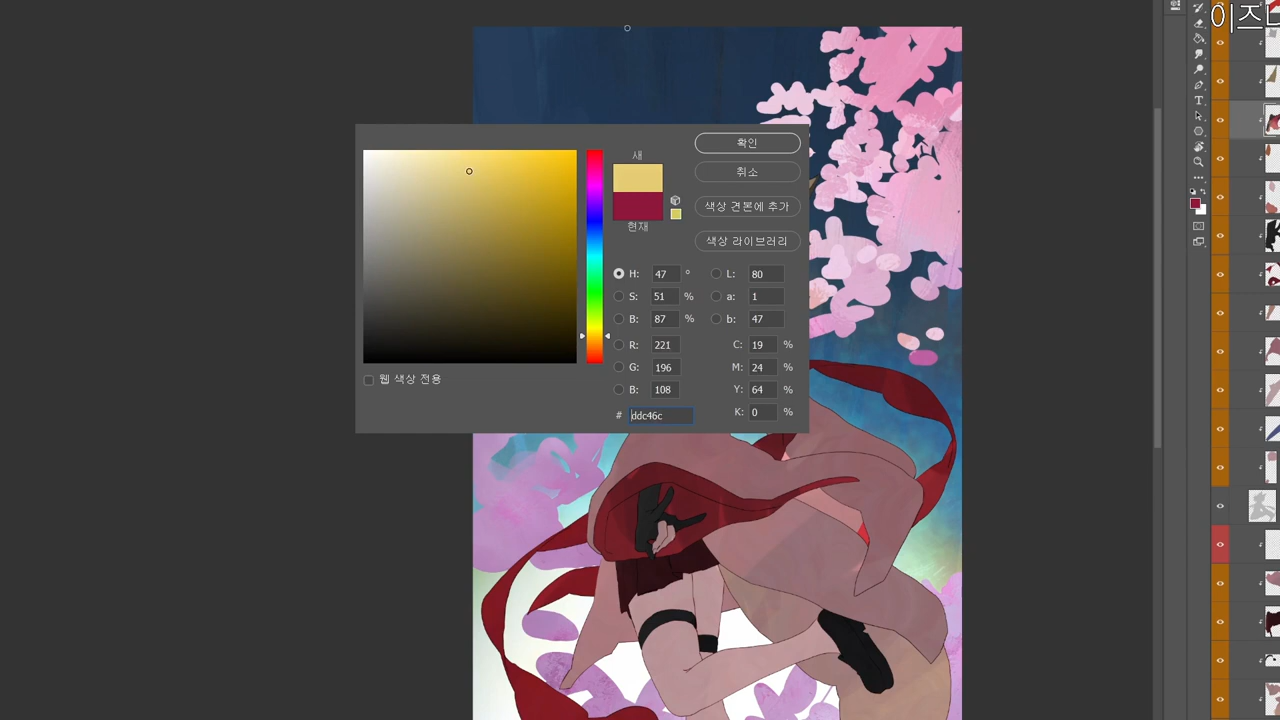 이즈
확인
새
취소
색상 견본에 추가
현재
색상 라이브러리
H: 47 °
L: 80
S: 51 %
a: 1
B: 87 %
b: 47
R: 221
C: 19 %
G: 196
M: 24 %
B: 108
Y: 64 %
# ddc46c
K: 0 %
웹 색상 전용